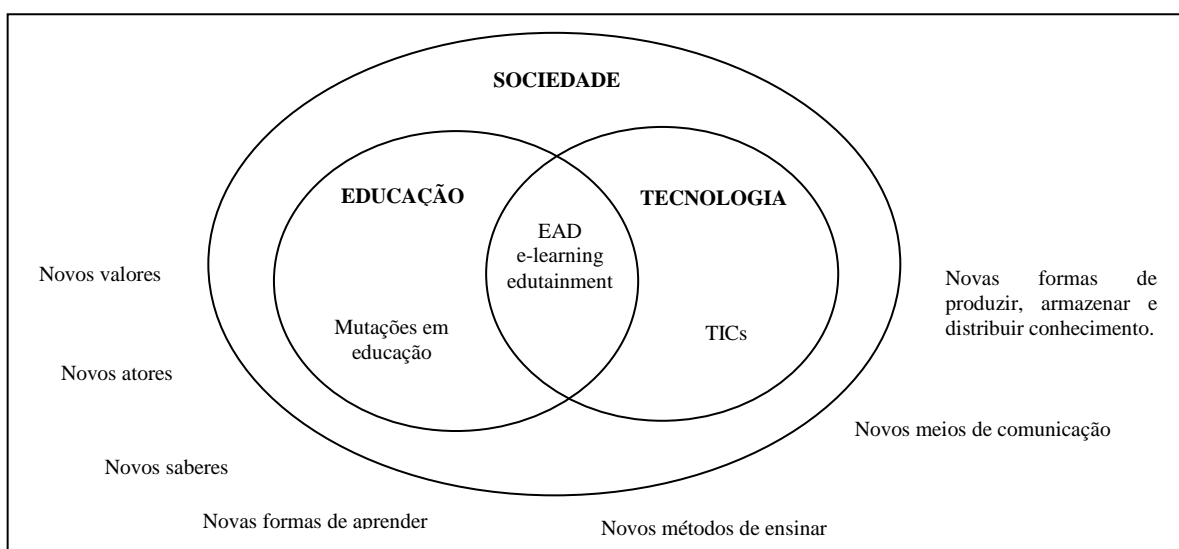 SOCIEDADE
EDUCAÇÃO
TECNOLOGIA
EAD
e-learning
edutainment
Mutações em
educação
TICs
Novos valores
Novos atores
Novos saberes
Novas formas de aprender
Novos métodos de ensinar
Novos meios de comunicação
Novas formas de
produzir, armazenar e
distribuir conhecimento.